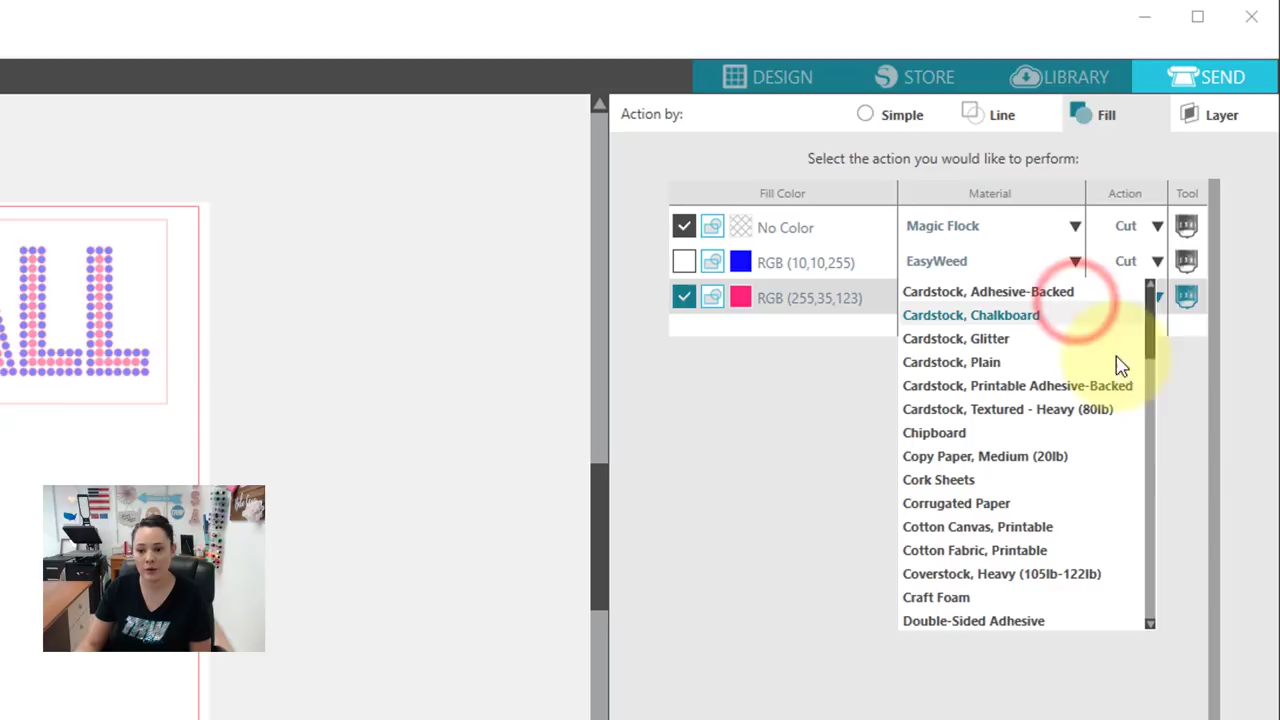 DESIGN STORE LIBRARY SEND
Action by: Simple Line Fill Layer
Select the action you would like to perform:
Fill Color Material Action Tool
No Color Magic Flock Cut
RGB (10,10,255) EasyWeed Cut
RGB (255,35,123)
Cardstock, Adhesive-Backed
Cardstock, Chalkboard
Cardstock, Glitter
Cardstock, Plain
Cardstock, Printable Adhesive-Backed
Cardstock, Textured - Heavy (80lb)
Chipboard
Copy Paper, Medium (20lb)
Cork Sheets
Corrugated Paper
Cotton Canvas, Printable
Cotton Fabric, Printable
Coverstock, Heavy (105lb-122lb)
Craft Foam
Double-Sided Adhesive
ALL
TRW